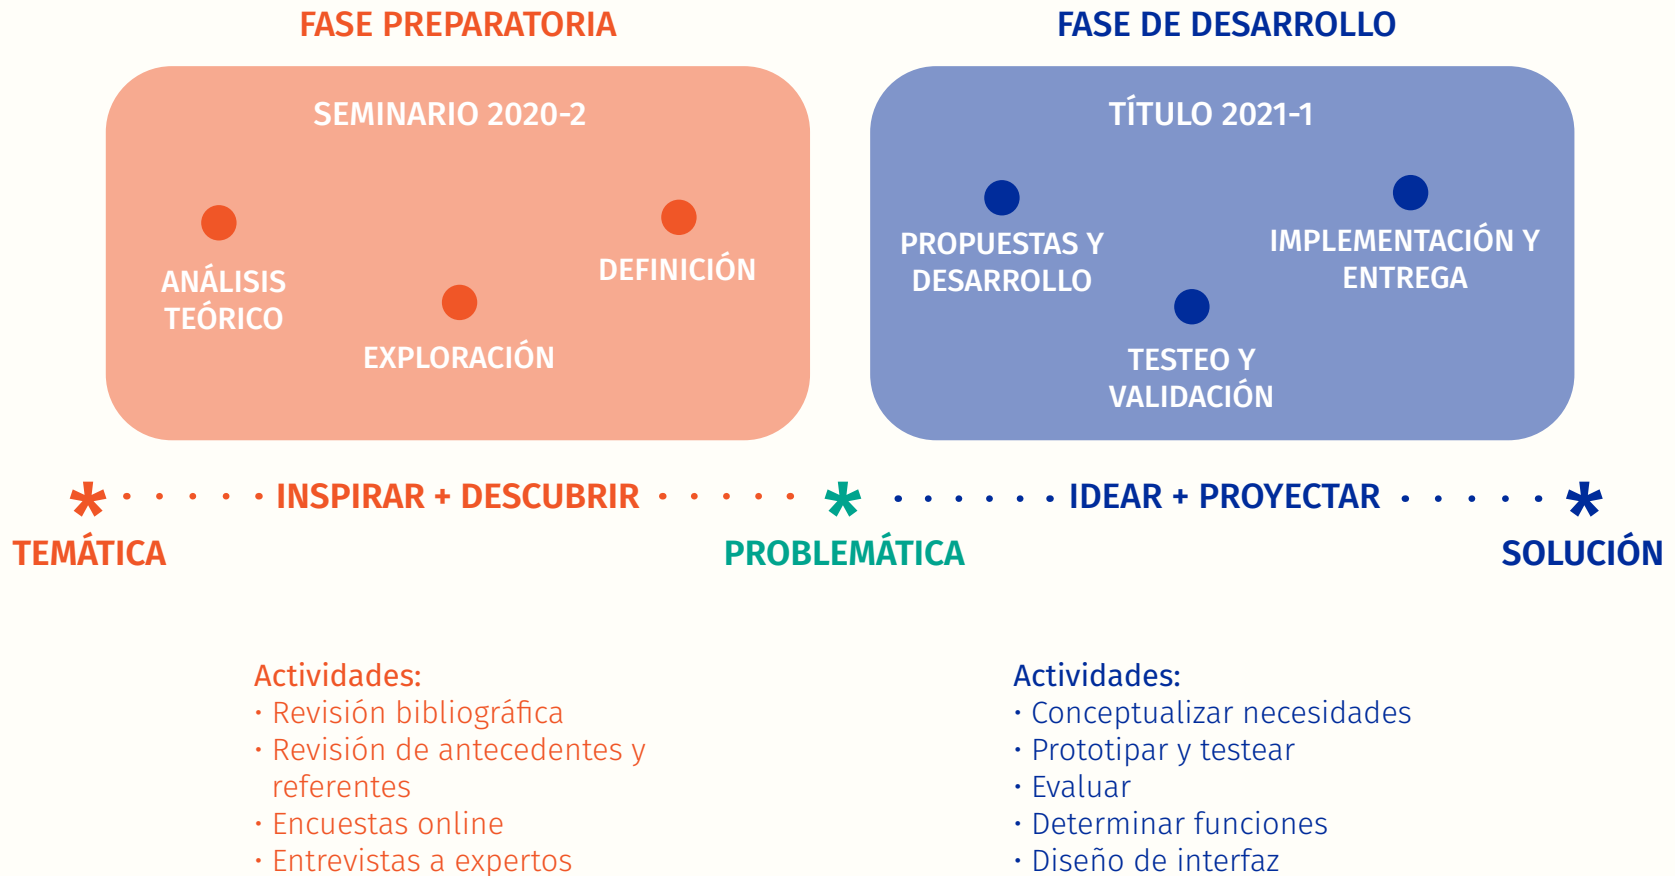 FASE PREPARATORIA
SEMINARIO 2020-2
ANÁLISIS
TEÓRICO
EXPLORACIÓN
DEFINICIÓN
FASE DE DESARROLLO
TÍTULO 2021-1
PROPUESTAS Y
DESARROLLO
TESTEO Y
VALIDACIÓN
IMPLEMENTACIÓN Y
ENTREGA
* · · · · · INSPIRAR + DESCUBRIR · · · · · * · · · · · · IDEAR + PROYECTAR · · · · · *
TEMÁTICA
PROBLEMÁTICA
SOLUCIÓN
Actividades:
· Revisión bibliográfica
· Revisión de antecedentes y
referentes
· Encuestas online
· Entrevistas a expertos
Actividades:
· Conceptualizar necesidades
· Prototipar y testear
· Evaluar
· Determinar funciones
· Diseño de interfaz